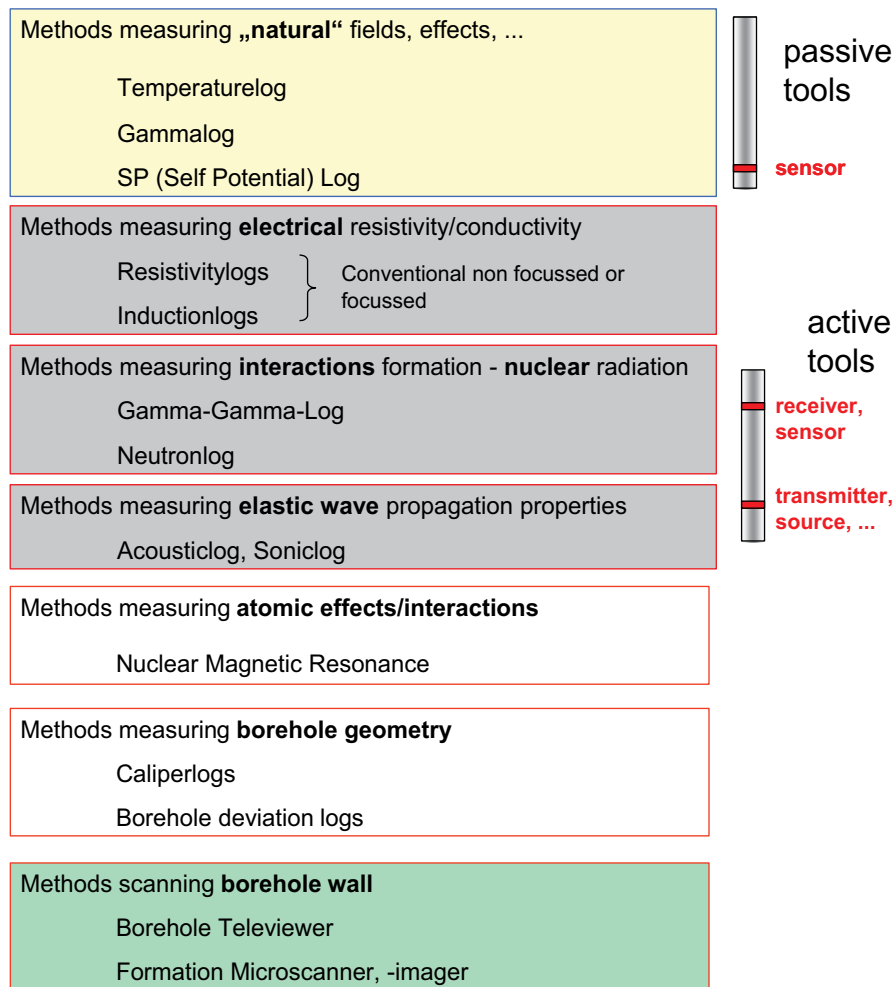 Methods measuring „natural“ fields, effects, ...
Temperaturelog
Gammalog
SP (Self Potential) Log
passive
tools
sensor
Methods measuring electrical resistivity/conductivity
Resistivitylogs
Inductionlogs
Conventional non focussed or
focussed
active
tools
Methods measuring interactions formation - nuclear radiation
Gamma-Gamma-Log
Neutronlog
receiver,
sensor
transmitter,
source, ...
Methods measuring elastic wave propagation properties
Acousticlog, Soniclog
Methods measuring atomic effects/interactions
Nuclear Magnetic Resonance
Methods measuring borehole geometry
Caliperlogs
Borehole deviation logs
Methods scanning borehole wall
Borehole Televiewer
Formation Microscanner, -imager